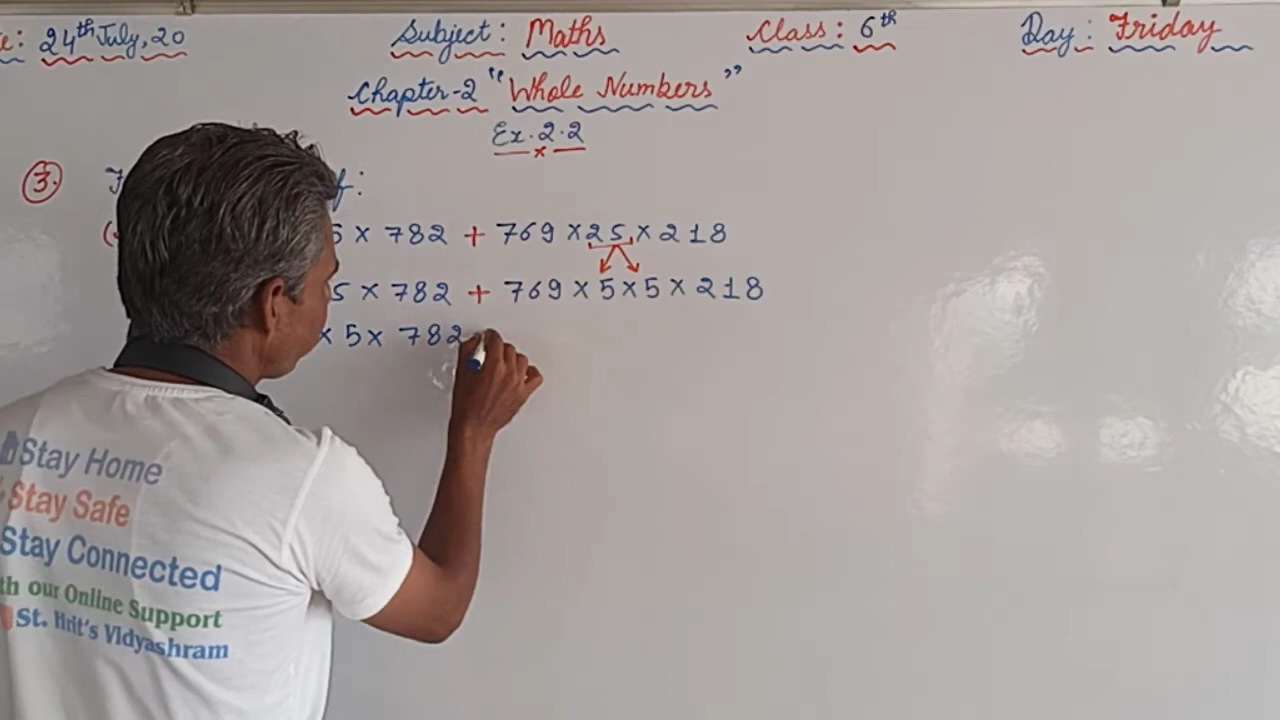 24th July, 20 Subject: Maths Class: 6th Day: Friday
Chapter-2 "Whole Numbers"
Ex. 2.2
3.
5 × 782 + 769 × 25 × 218
5 × 782 + 769 × 5 × 5 × 218
× 5 × 782
Stay Home
Stay Safe
Stay Connected
our Online Support
St. Hrit's Vidyashram